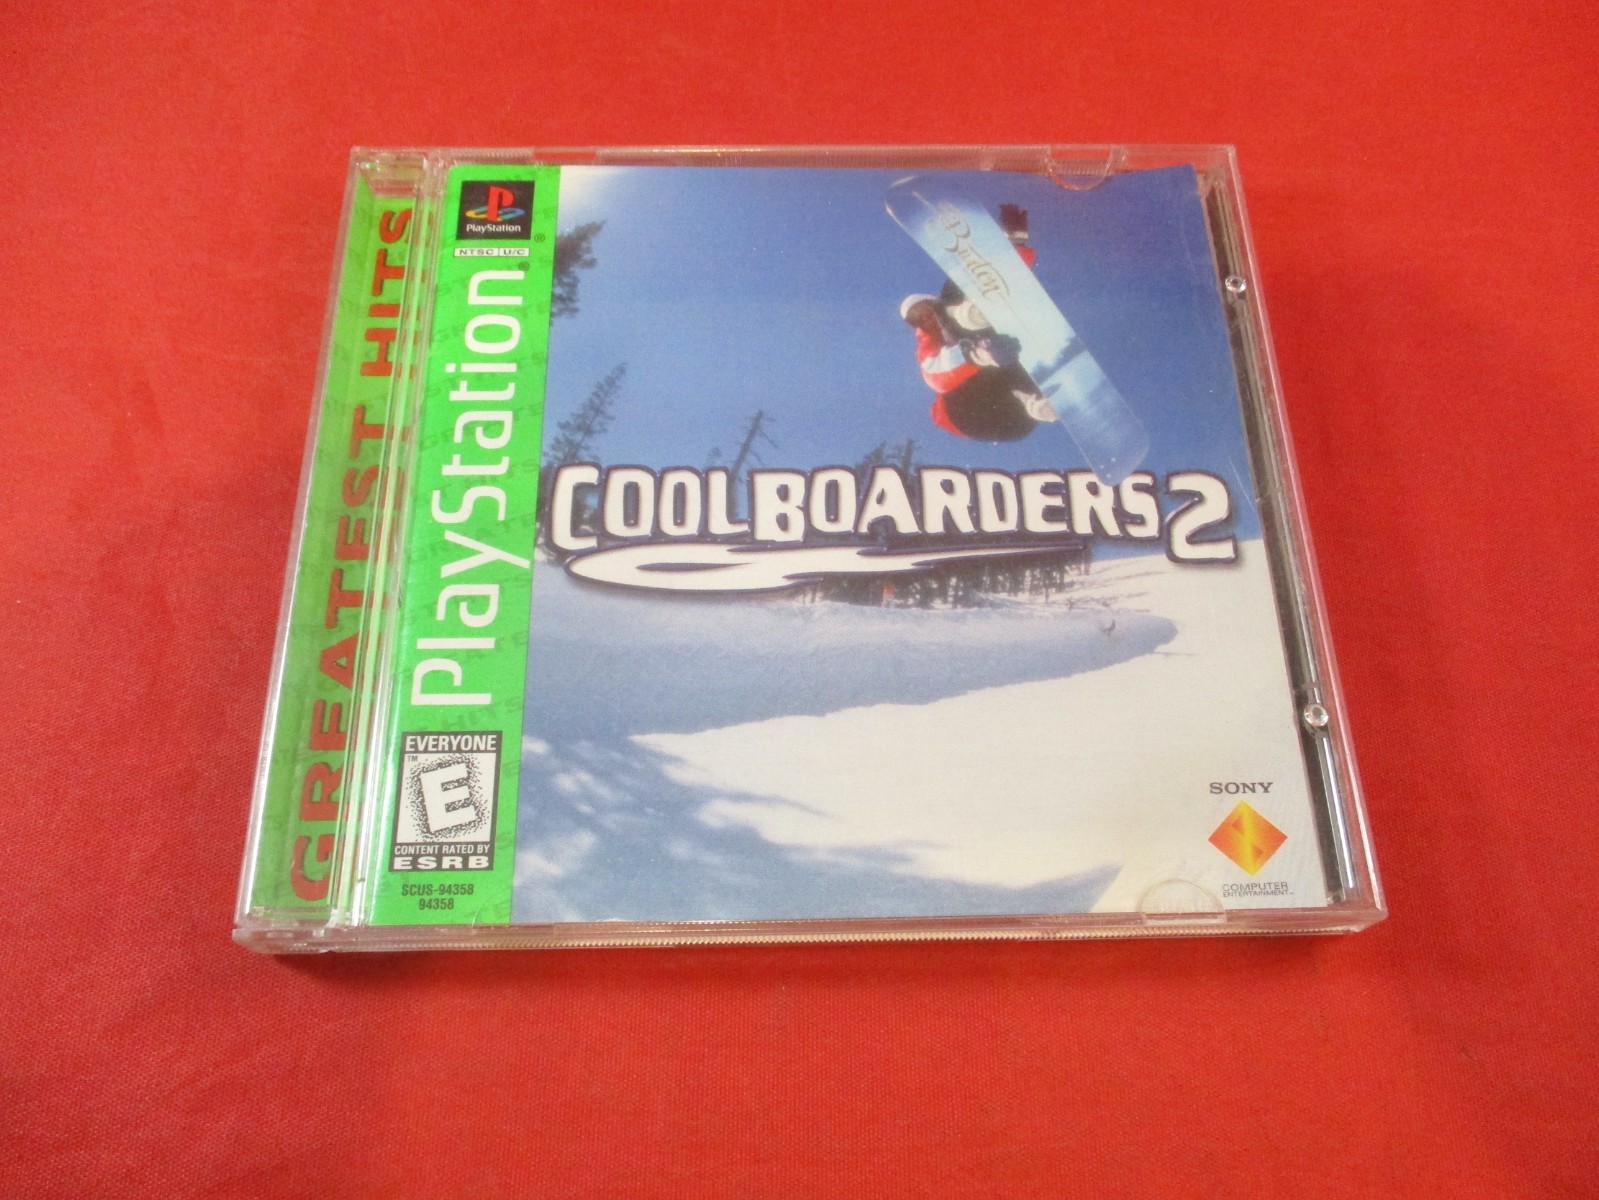 GREATEST HITS
PlayStation
NTSC U/C
PlayStation
COOLBOARDERS 2
EVERYONE
E
CONTENT RATED BY
ESRB
SCUS-94358
94358
SONY
COMPUTER
ENTERTAINMENT